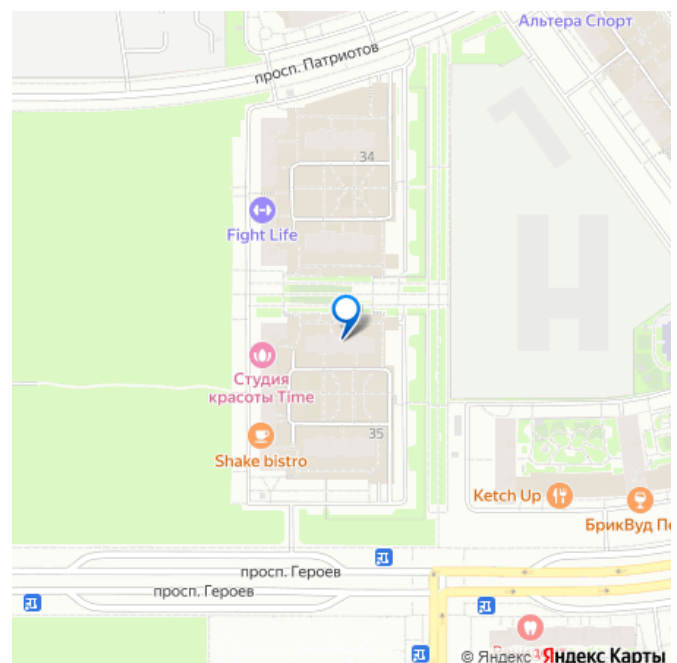 Альтера Спорт
просп. Патриотов
34
Fight Life
Студия
красоты Time
35
Shake bistro
Ketch Up
БрикВуд
просп. Героев
просп. Героев
© Яндекс Яндекс Карты